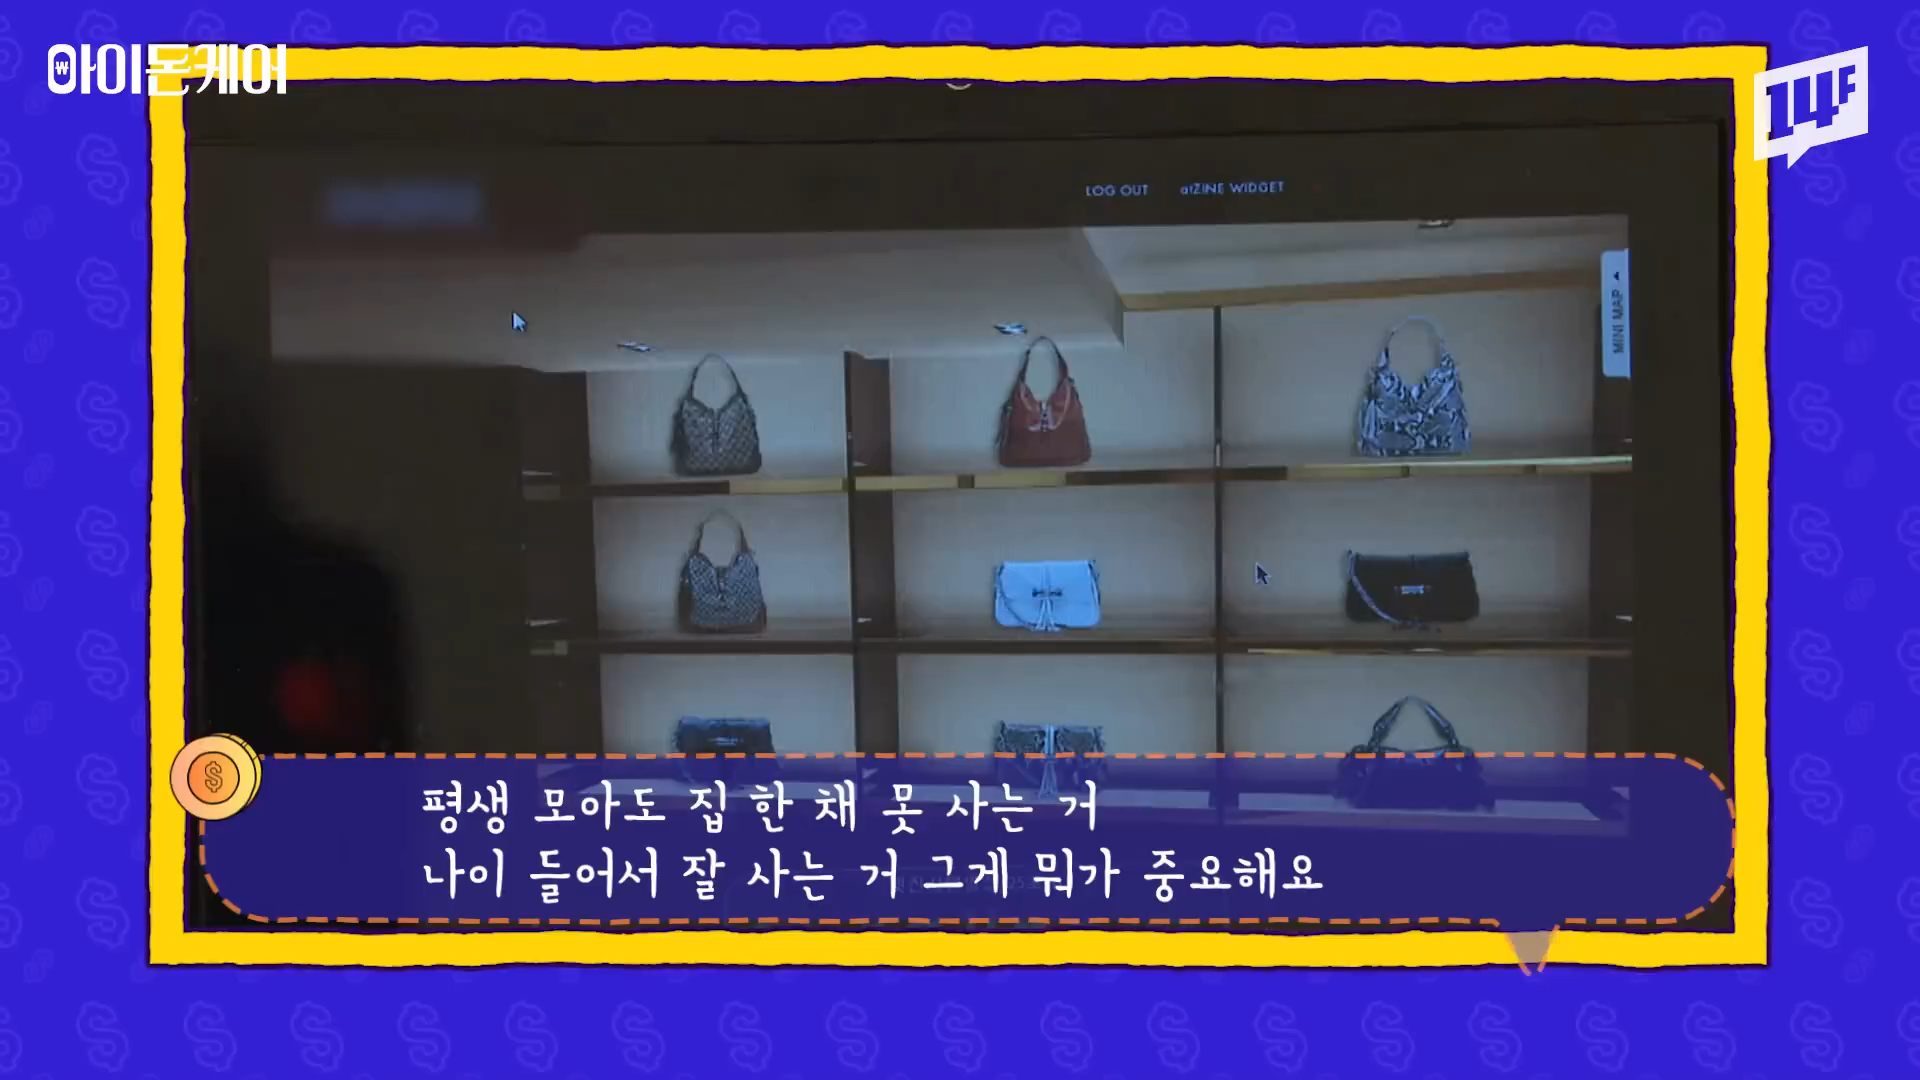 아이돈케어
14F
LOG OUT atZINE WIDGET
MINI MAP
평생 모아도 집 한 채 못 사는 거
나이 들어서 잘 사는 거 그게 뭐가 중요해요